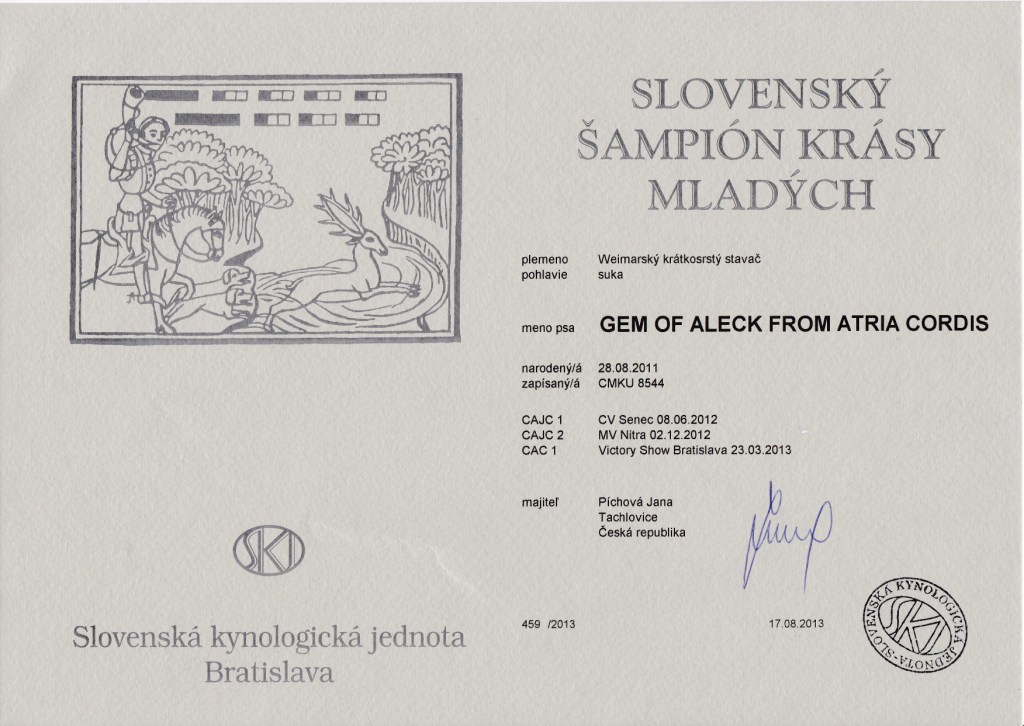 SLOVENSKÝ
ŠAMPIÓN KRÁSY
MLADÝCH
plemeno Weimarský krátkosrstý stavač
pohlavie suka
meno psa GEM OF ALECK FROM ATRIA CORDIS
narodený/á 28.08.2011
zapísaný/á CMKU 8544
CAJC 1 CV Senec 08.06.2012
CAJC 2 MV Nitra 02.12.2012
CAC 1 Victory Show Bratislava 23.03.2013
majiteľ Píchová Jana
Tachlovice
Česká republika
SKJ
Slovenská kynologická jednota
Bratislava
459 /2013 17.08.2013
SLOVENSKÁ KYNOLOGICKÁ JEDNOTA
SKJ